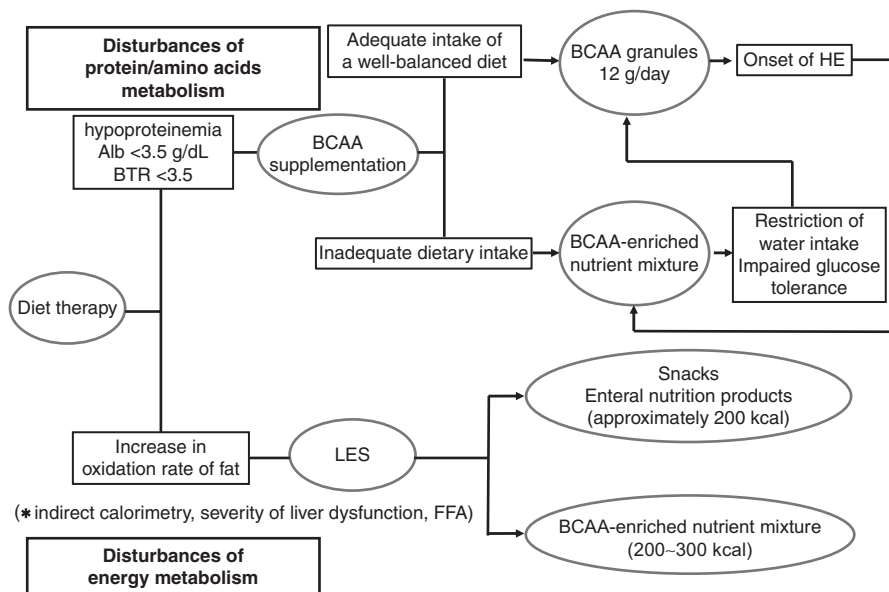 Disturbances of
protein/amino acids
metabolism
Adequate intake of
a well-balanced diet
BCAA granules
12 g/day
Onset of HE
hypoproteinemia
Alb <3.5 g/dL
BTR <3.5
BCAA
supplementation
Inadequate dietary intake
BCAA-enriched
nutrient mixture
Restriction of
water intake
Impaired glucose
tolerance
Diet therapy
Snacks
Enteral nutrition products
(approximately 200 kcal)
Increase in
oxidation rate of fat
LES
(*indirect calorimetry, severity of liver dysfunction, FFA)
BCAA-enriched nutrient mixture
(200~300 kcal)
Disturbances of
energy metabolism